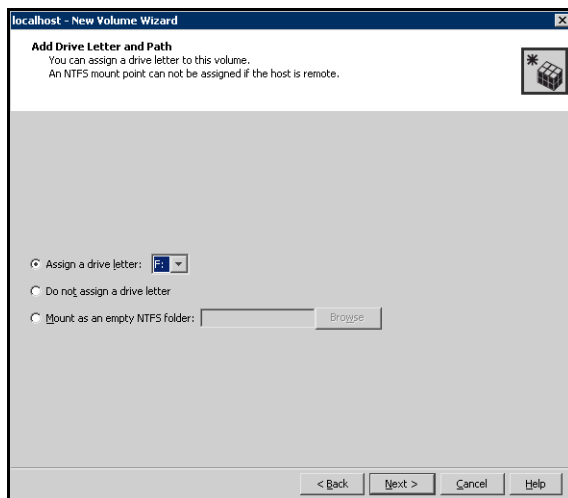 localhost - New Volume Wizard
Add Drive Letter and Path
You can assign a drive letter to this volume.
An NTFS mount point can not be assigned if the host is remote.
Assign a drive letter: F:
Do not assign a drive letter
Mount as an empty NTFS folder: Browse
< Back Next > Cancel Help